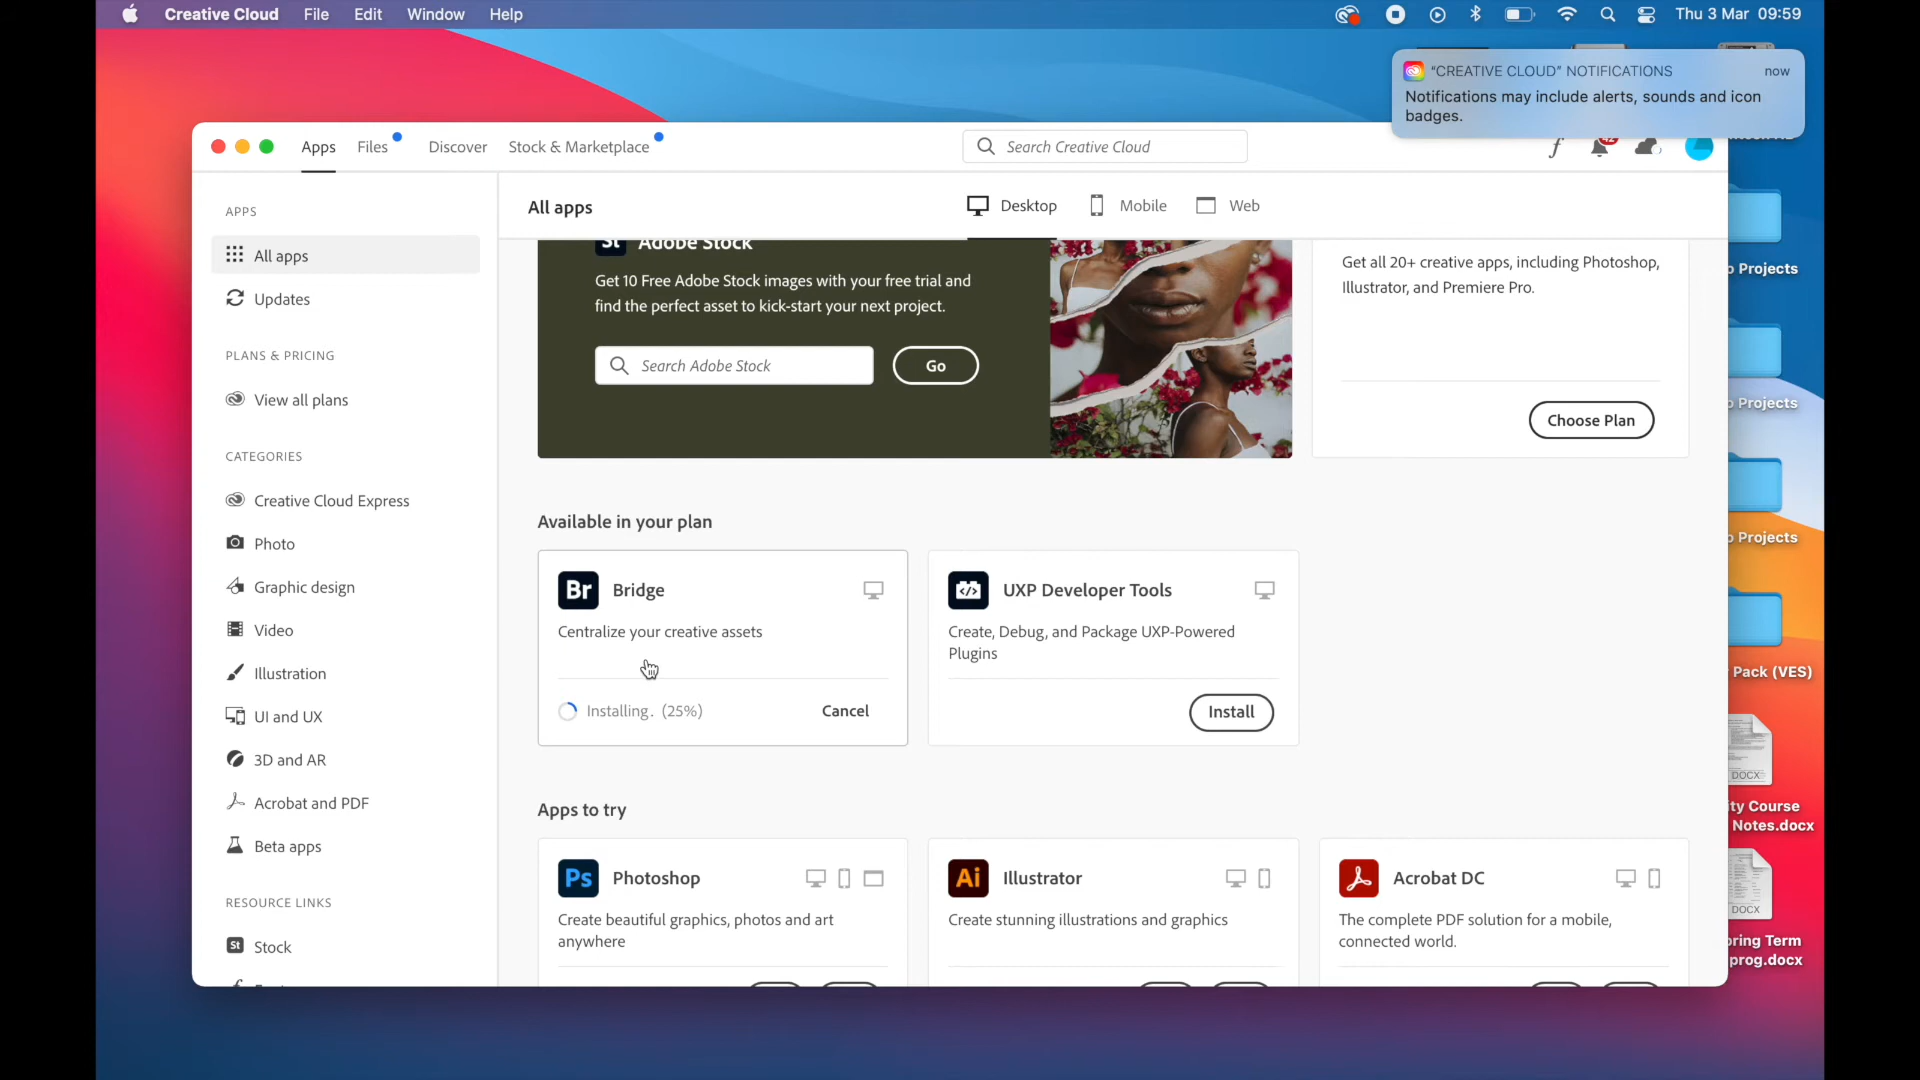 Creative Cloud File Edit Window Help
Thu 3 Mar 09:59
"CREATIVE CLOUD" NOTIFICATIONS now
Notifications may include alerts, sounds and icon
badges.
Apps Files Discover Stock & Marketplace
Search Creative Cloud
APPS
All apps
Updates
PLANS & PRICING
View all plans
CATEGORIES
Creative Cloud Express
Photo
Graphic design
Video
Illustration
UI and UX
3D and AR
Acrobat and PDF
Beta apps
RESOURCE LINKS
St Stock
All apps
Desktop Mobile Web
St Adobe Stock
Get 10 Free Adobe Stock images with your free trial and
find the perfect asset to kick-start your next project.
Search Adobe Stock Go
Get all 20+ creative apps, including Photoshop,
Illustrator, and Premiere Pro.
Choose Plan
Available in your plan
Br Bridge
Centralize your creative assets
Installing. (25%) Cancel
UXP Developer Tools
Create, Debug, and Package UXP-Powered
Plugins
Install
Apps to try
Ps Photoshop
Create beautiful graphics, photos and art
anywhere
Ai Illustrator
Create stunning illustrations and graphics
Acrobat DC
The complete PDF solution for a mobile,
connected world.
o Projects
o Projects
o Projects
Pack (VES)
DOCX
ity Course
Notes.docx
DOCX
oring Term
prog.docx